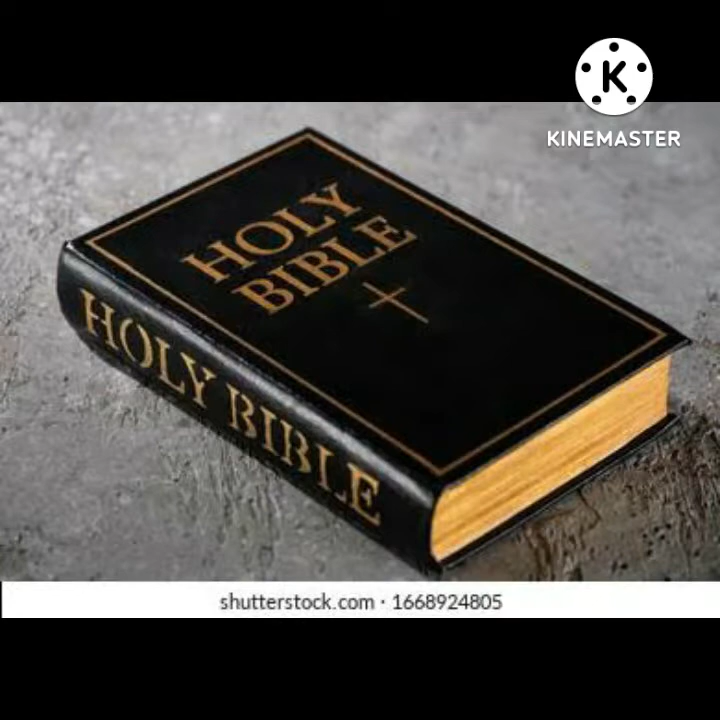 K
KINEMASTER
HOLY
BIBLE
HOLY BIBLE
shutterstock.com · 1668924805